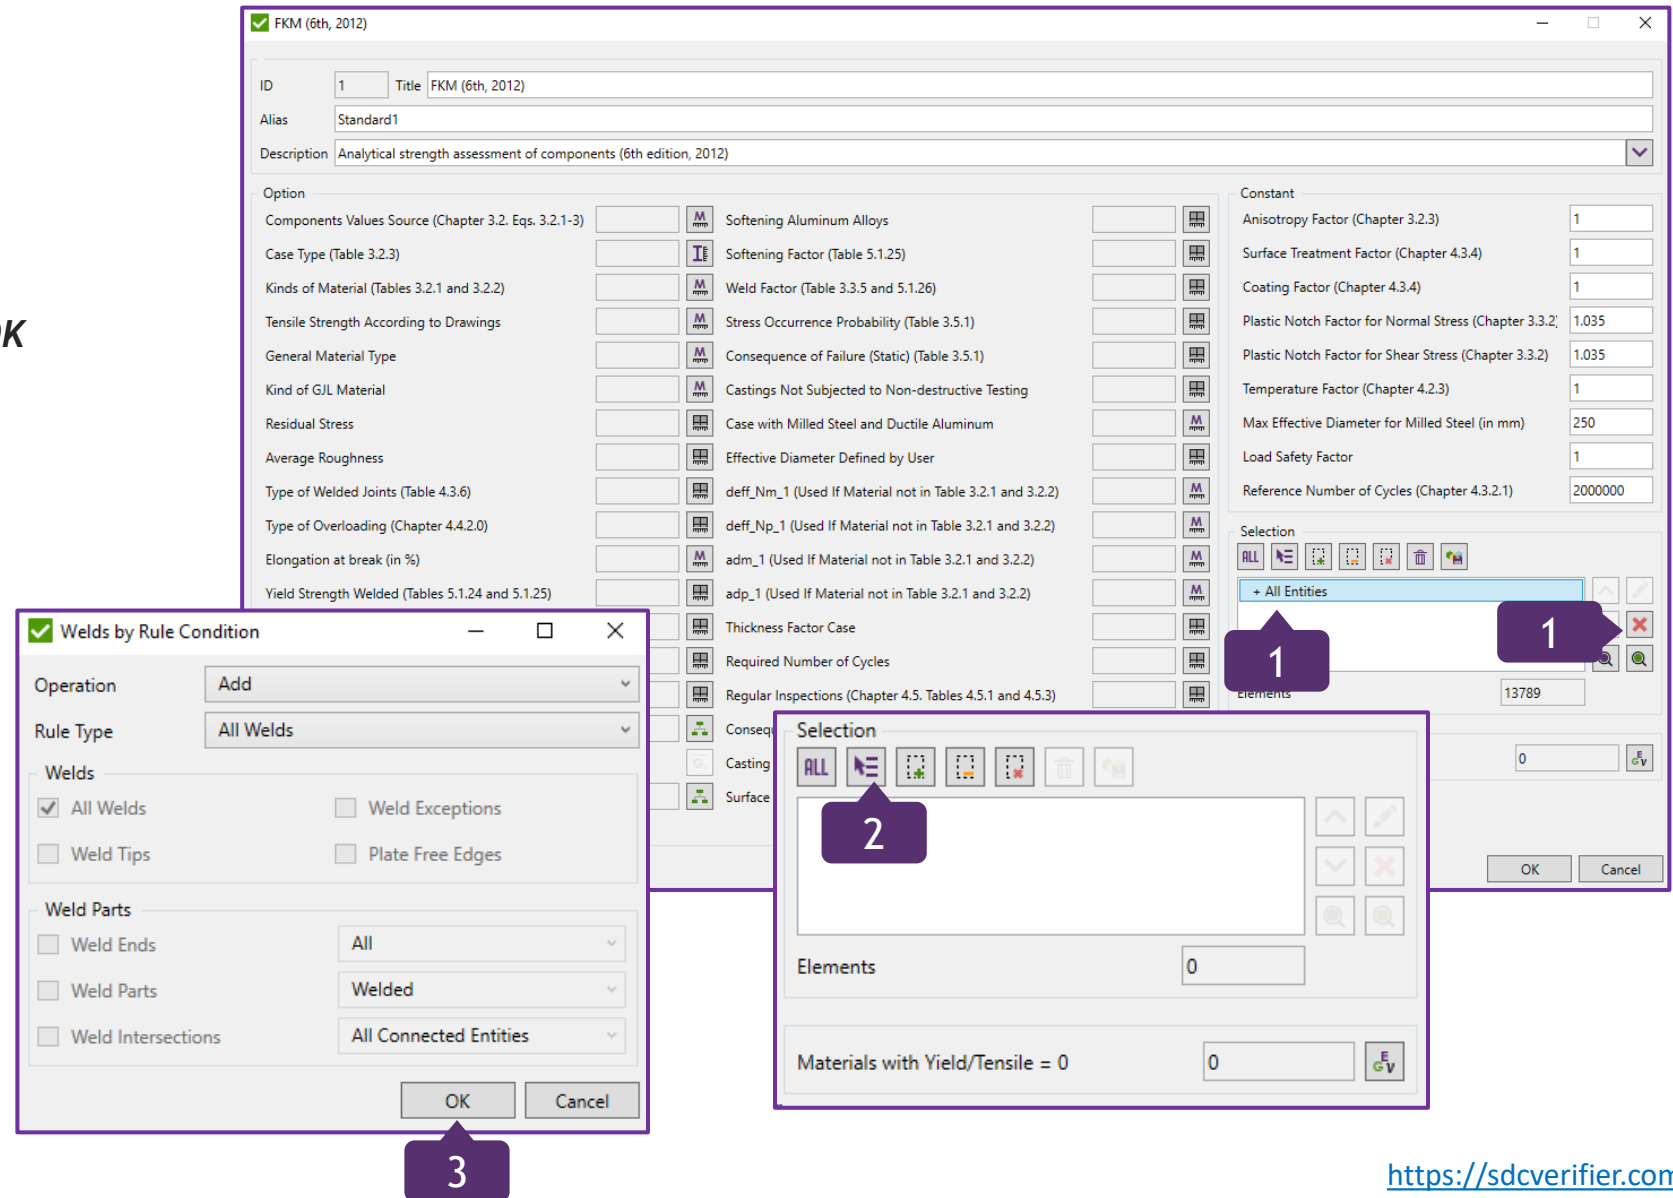 FKM (6th, 2012)
ID 1 Title FKM (6th, 2012)
Alias Standard1
Description Analytical strength assessment of components (6th edition, 2012)
Option
Components Values Source (Chapter 3.2. Eqs. 3.2.1-3)
Case Type (Table 3.2.3)
Kinds of Material (Tables 3.2.1 and 3.2.2)
Tensile Strength According to Drawings
General Material Type
Kind of GJL Material
Residual Stress
Average Roughness
Type of Welded Joints (Table 4.3.6)
Type of Overloading (Chapter 4.4.2.0)
Elongation at break (in %)
Yield Strength Welded (Tables 5.1.24 and 5.1.25)
Softening Aluminum Alloys
Softening Factor (Table 5.1.25)
Weld Factor (Table 3.3.5 and 5.1.26)
Stress Occurrence Probability (Table 3.5.1)
Consequence of Failure (Static) (Table 3.5.1)
Castings Not Subjected to Non-destructive Testing
Case with Milled Steel and Ductile Aluminum
Effective Diameter Defined by User
deff_Nm_1 (Used If Material not in Table 3.2.1 and 3.2.2)
deff_Np_1 (Used If Material not in Table 3.2.1 and 3.2.2)
adm_1 (Used If Material not in Table 3.2.1 and 3.2.2)
adp_1 (Used If Material not in Table 3.2.1 and 3.2.2)
Thickness Factor Case
Required Number of Cycles
Regular Inspections (Chapter 4.5. Tables 4.5.1 and 4.5.3)
Casting
Surface
Constant
Anisotropy Factor (Chapter 3.2.3) 1
Surface Treatment Factor (Chapter 4.3.4) 1
Coating Factor (Chapter 4.3.4) 1
Plastic Notch Factor for Normal Stress (Chapter 3.3.2) 1.035
Plastic Notch Factor for Shear Stress (Chapter 3.3.2) 1.035
Temperature Factor (Chapter 4.2.3) 1
Max Effective Diameter for Milled Steel (in mm) 250
Load Safety Factor 1
Reference Number of Cycles (Chapter 4.3.2.1) 2000000
Selection
ALL
+ All Entities
1
1
Elements 13789
0
OK Cancel
OK
Welds by Rule Condition
Operation Add
Rule Type All Welds
Welds
All Welds Weld Exceptions
Weld Tips Plate Free Edges
Weld Parts
Weld Ends All
Weld Parts Welded
Weld Intersections All Connected Entities
OK Cancel
3
Selection
ALL
2
Elements 0
Materials with Yield/Tensile = 0 0
https://sdcverifier.com